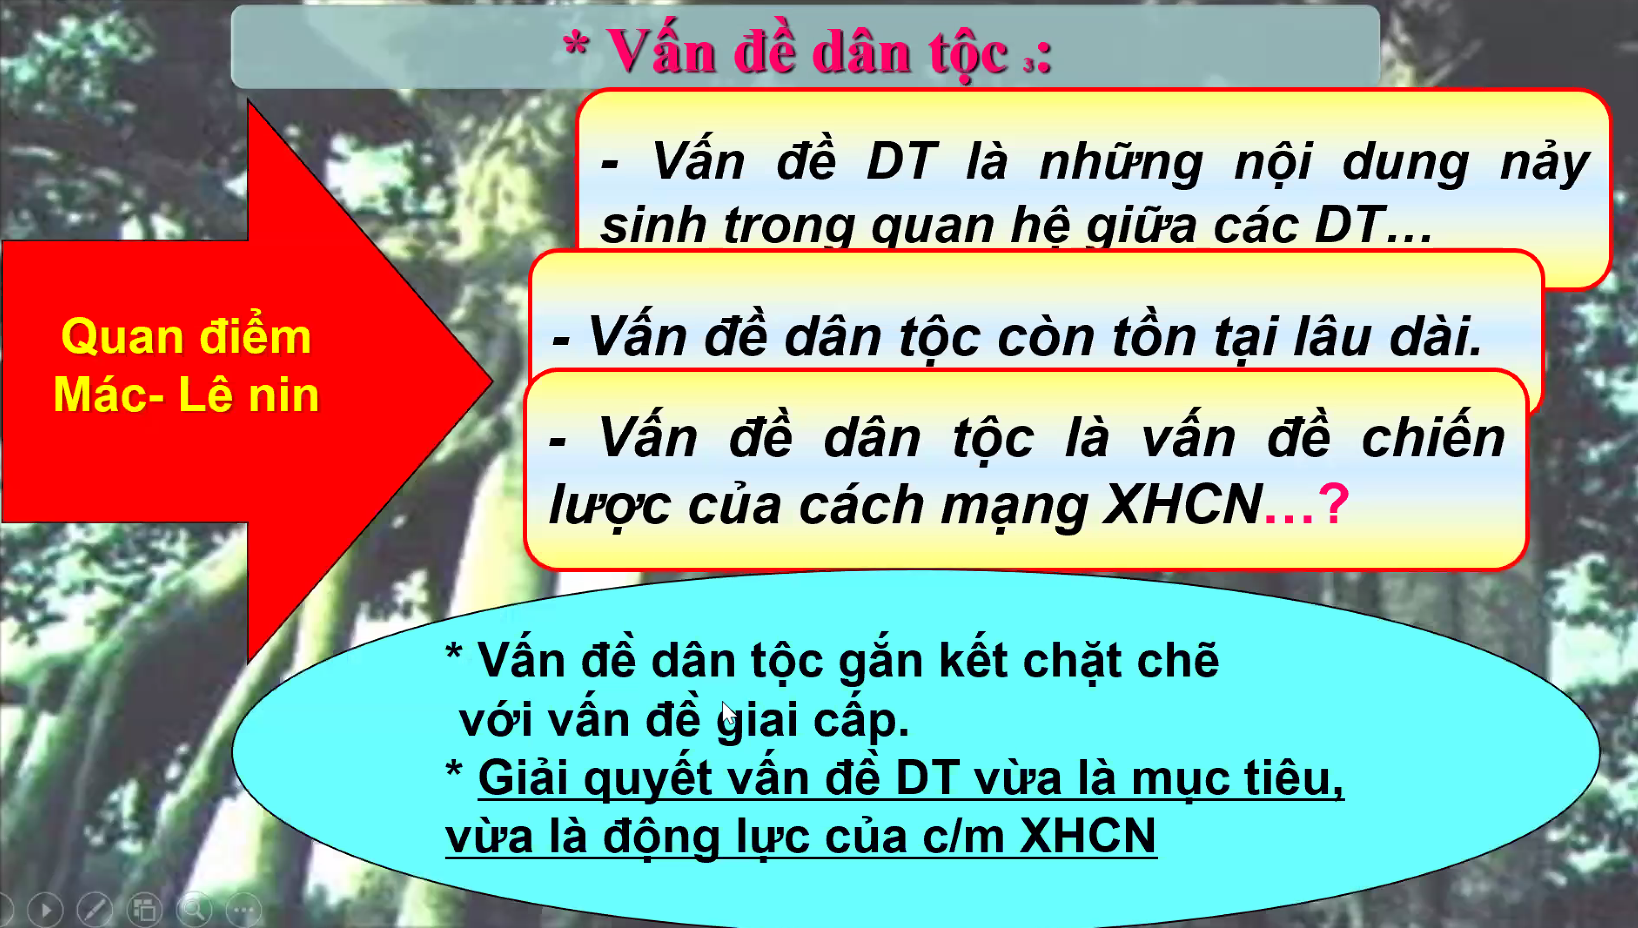 * Vấn đề dân tộc 3:
- Vấn đề DT là những nội dung nảy
sinh trong quan hệ giữa các DT...
- Vấn đề dân tộc còn tồn tại lâu dài.
Quan điểm
Mác- Lê nin
- Vấn đề dân tộc là vấn đề chiến
lược của cách mạng XHCN...?
* Vấn đề dân tộc gắn kết chặt chẽ
với vấn đề giai cấp.
* Giải quyết vấn đề DT vừa là mục tiêu,
vừa là động lực của c/m XHCN